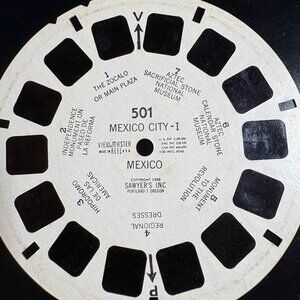 V
1
THE ZOCALO
OR MAIN PLAZA
7
AZTEC
SACRIFICIAL STONE
NATIONAL
MUSEUM
501
MEXICO CITY-I
VIEW-MASTER
REEL
MEXICO
COPYRIGHT 1948
SAWYER'S INC
PORTLAND 7 OREGON
2
INDEPENDENCE
MONUMENT ON
PASEO DE
LA REFORMA
6
AZTEC
CALENDAR STONE
NATIONAL
MUSEUM
3
HIPODROMO
DE LAS
AMERICAS
5
MONUMENT
TO THE
REVOLUTION
4
REGIONAL
DRESSES
P